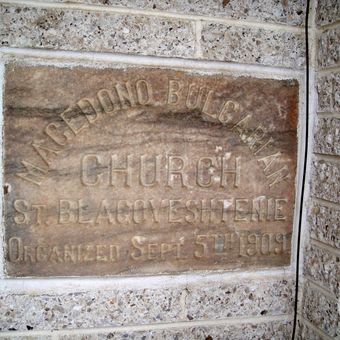 MACEDONO. BULGARIAN
CHURCH
ST. BLAGOVESHTENIE
ORGANIZED SEPT. 5TH 1909